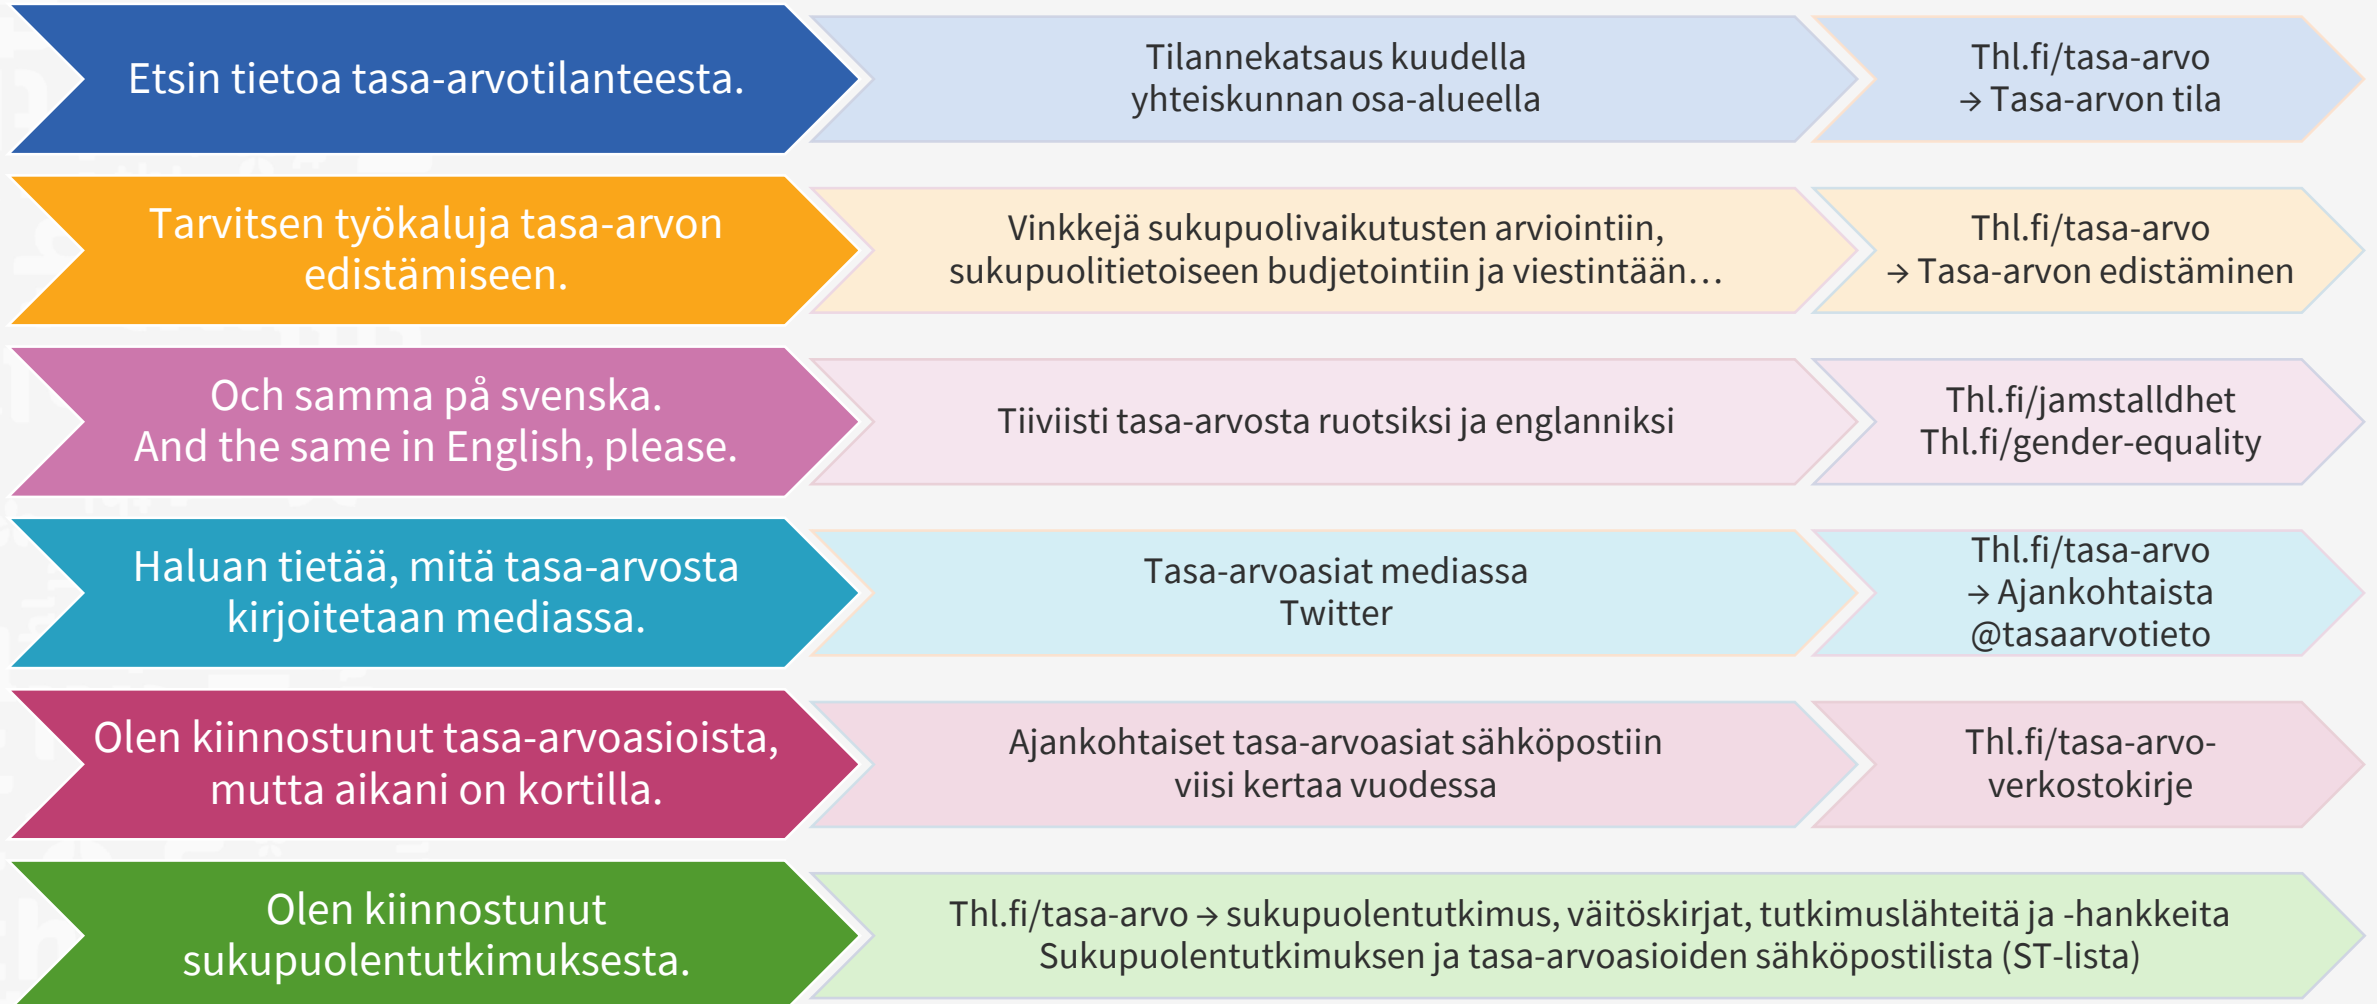 Etsin tietoa tasa-arvotilanteesta.
Tilannekatsaus kuudella
yhteiskunnan osa-alueella
Thl.fi/tasa-arvo
→ Tasa-arvon tila
Tarvitsen työkaluja tasa-arvon
edistämiseen.
Vinkkejä sukupuolivaikutusten arviointiin,
sukupuolitietoiseen budjetointiin ja viestintään…
Thl.fi/tasa-arvo
→ Tasa-arvon edistäminen
Och samma på svenska.
And the same in English, please.
Tiiviisti tasa-arvosta ruotsiksi ja englanniksi
Thl.fi/jamstalldhet
Thl.fi/gender-equality
Haluan tietää, mitä tasa-arvosta
kirjoitetaan mediassa.
Tasa-arvoasiat mediassa
Twitter
Thl.fi/tasa-arvo
→ Ajankohtaista
@tasaarvotieto
Olen kiinnostunut tasa-arvoasioista,
mutta aikani on kortilla.
Ajankohtaiset tasa-arvoasiat sähköpostiin
viisi kertaa vuodessa
Thl.fi/tasa-arvo-
verkostokirje
Olen kiinnostunut
sukupuolentutkimuksesta.
Thl.fi/tasa-arvo → sukupuolentutkimus, väitöskirjat, tutkimuslähteitä ja -hankkeita
Sukupuolentutkimuksen ja tasa-arvoasioiden sähköpostilista (ST-lista)